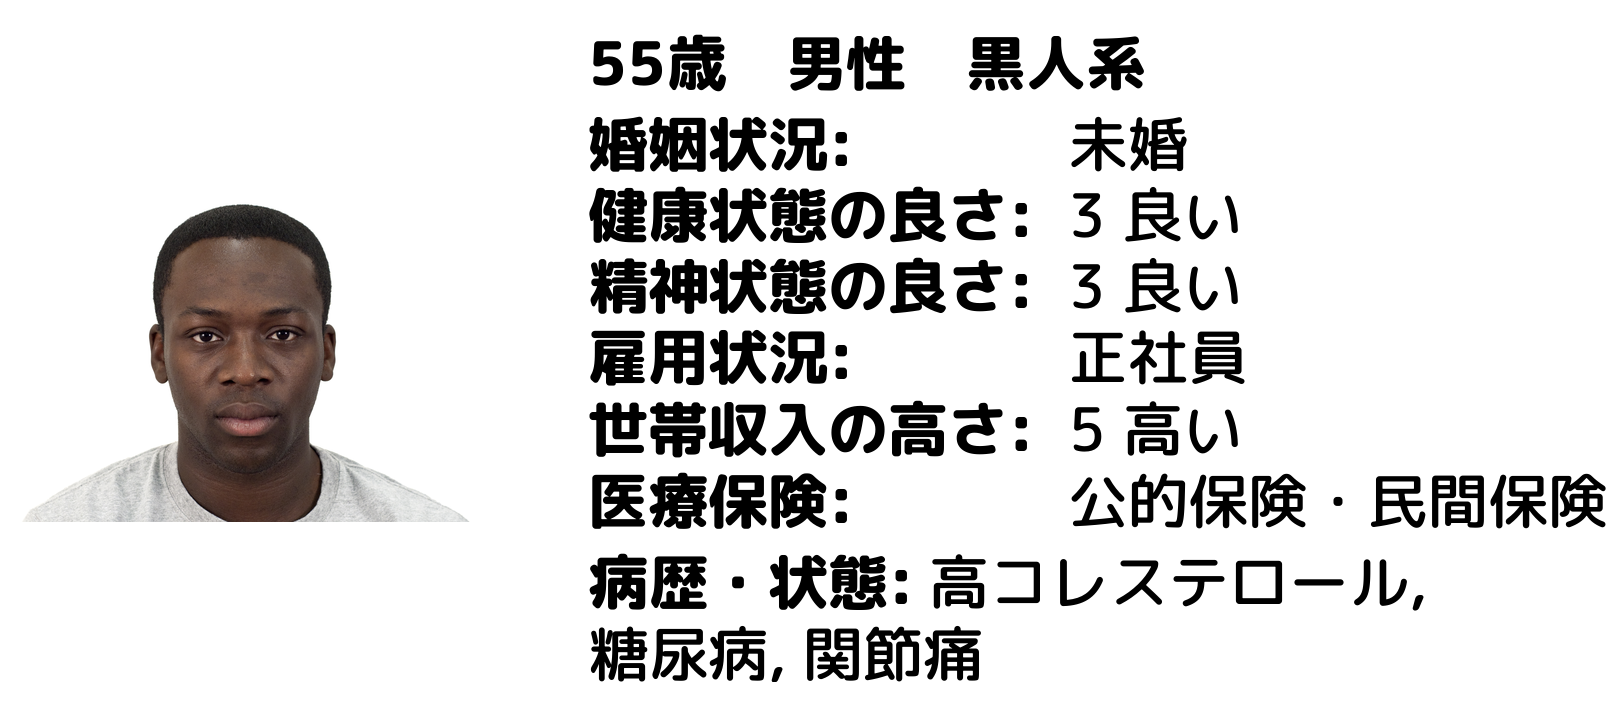 55歳　男性　黒人系
婚姻状況:　未婚
健康状態の良さ:　3 良い
精神状態の良さ:　3 良い
雇用状況:　正社員
世帯収入の高さ:　5 高い
医療保険:　公的保険・民間保険
病歴・状態: 高コレステロール,
糖尿病, 関節痛